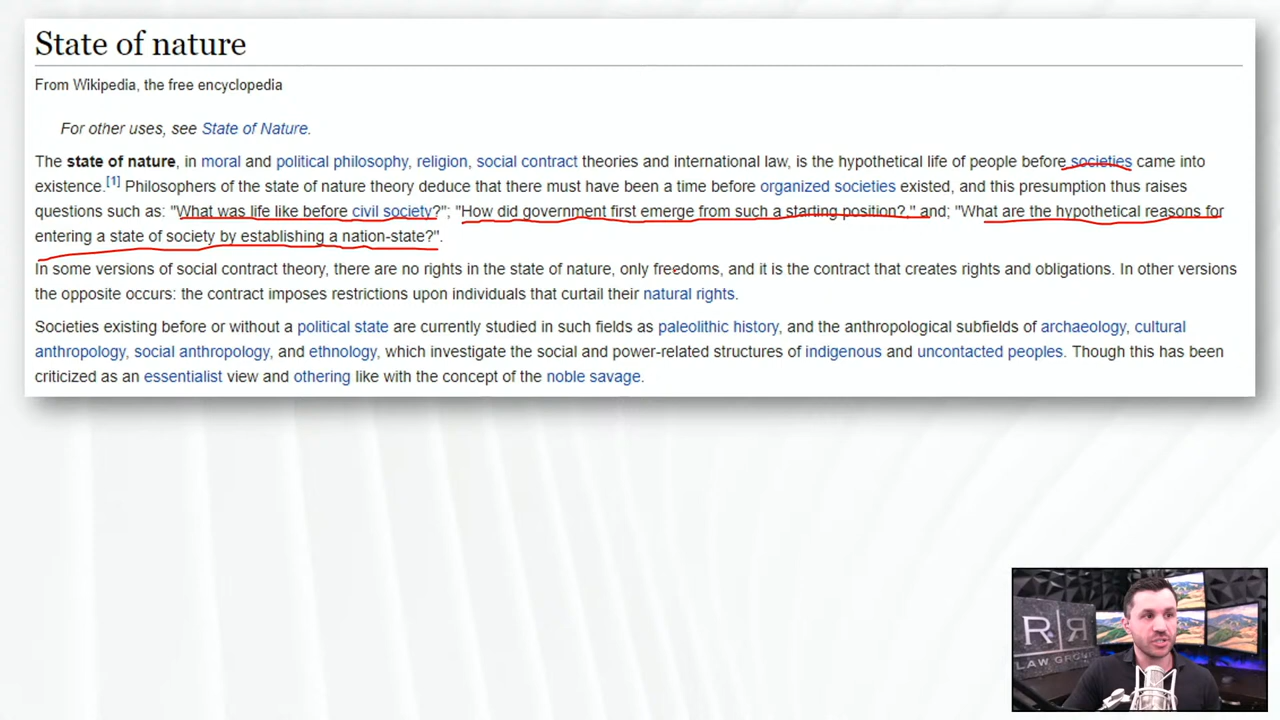 State of nature
From Wikipedia, the free encyclopedia
For other uses, see State of Nature.
The state of nature, in moral and political philosophy, religion, social contract theories and international law, is the hypothetical life of people before societies came into
existence.[1] Philosophers of the state of nature theory deduce that there must have been a time before organized societies existed, and this presumption thus raises
questions such as: "What was life like before civil society?"; "How did government first emerge from such a starting position?," and; "What are the hypothetical reasons for
entering a state of society by establishing a nation-state?".
In some versions of social contract theory, there are no rights in the state of nature, only freedoms, and it is the contract that creates rights and obligations. In other versions
the opposite occurs: the contract imposes restrictions upon individuals that curtail their natural rights.
Societies existing before or without a political state are currently studied in such fields as paleolithic history, and the anthropological subfields of archaeology, cultural
anthropology, social anthropology, and ethnology, which investigate the social and power-related structures of indigenous and uncontacted peoples. Though this has been
criticized as an essentialist view and othering like with the concept of the noble savage.
R|R
LAW GROUP